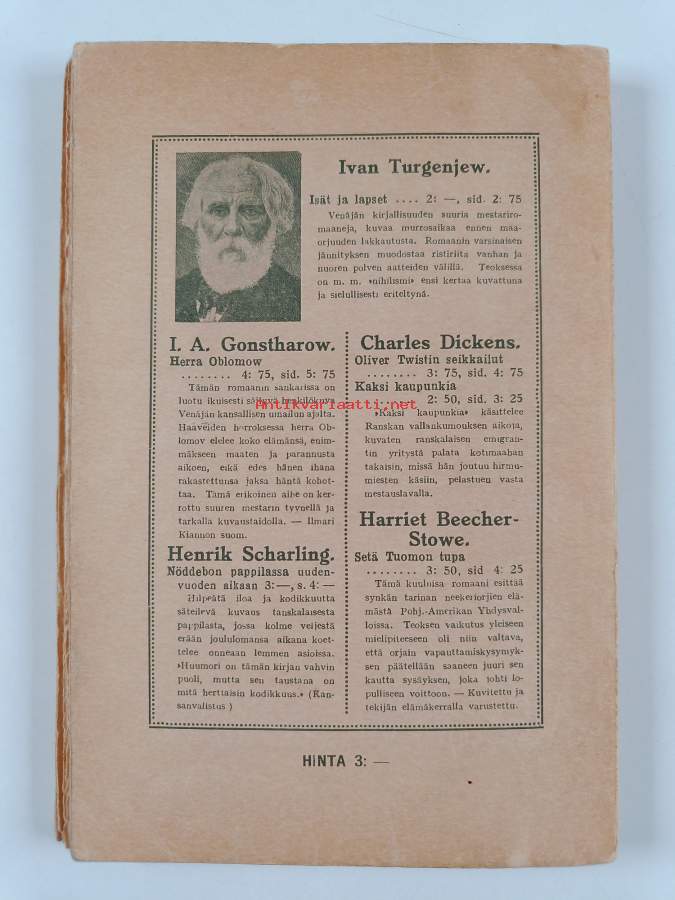 Ivan Turgenjew.
Isät ja lapset .... 2: —, sid. 2: 75
Venäjän kirjallisuuden suuria mestariro-
maaneja, kuvaa murrosaikaa ennen maa-
orjuuden lakkautusta. Romaanin varsinaisen
jännityksen muodostaa ristiriita vanhan ja
nuoren polven aatteiden välillä. Teoksessa
on m. m. »nihilismi» ensi kertaa kuvattuna
ja sielullisesti eriteltynä.
I. A. Gonstharow.
Herra Oblomow
........ 4: 75, sid. 5: 75
Tämän romaanin sankarissa on
luotu ikuisesti säilyvä henkilökuva
Venäjän kansallisen uinailun ajolta.
Haaveiden horroksessa herra Ob-
lomov elelee koko elämänsä, enim-
mäkseen maaten ja parannusta
aikoen, eikä edes hänen ihana
rakastettunsa jaksa häntä kohot-
taa. Tämä erikoinen aihe on ker-
rottu suuren mestarin tyynellä ja
tarkalla kuvaustaidolla. — Ilmari
Kiannon suom.
Henrik Scharling.
Nöddebon pappilassa uuden-
vuoden aikaan 3:—, s. 4: —
Hilpeätä iloa ja kodikkuutta
säteilevä kuvaus tanskalaisesta
pappilasta, jossa kolme veljestä
erään joululomansa aikana koet-
telee onneaan lemmen asioissa.
»Huumori on tämän kirjan vahvin
puoli, mutta sen taustana on
mitä herttaisin kodikkuus.» (Kan-
sanvalistus )
Charles Dickens.
Oliver Twistin seikkailut
........ 3: 75, sid. 4: 75
Kaksi kaupunkia
........ 2: 50, sid. 3: 25
»Kaksi kaupunkia» käsittelee
Ranskan vallankumouksen aikoja,
kuvaten ranskalaisen emigran-
tin yritystä palata kotimaahan
takaisin, missä hän joutuu hirmu-
miesten käsiin, pelastuen vasta
mestauslavalla.
Harriet Beecher-
Stowe.
Setä Tuomon tupa
........ 3: 50, sid 4: 25
Tämä kuuluisa romaani esittää
synkän tarinan neekeriorjien elä-
mästä Pohj.-Amerikan Yhdysval-
loissa. Teoksen vaikutus yleiseen
mielipiteeseen oli niin valtava,
että orjain vapauttamiskysymyk-
sen päätellään saaneen juuri sen
kautta sysäyksen, joka johti lo-
pulliseen voittoon. — Kuvitettu ja
tekijän elämäkerralla varustettu.
HINTA 3: —
Antikvariaatti.net